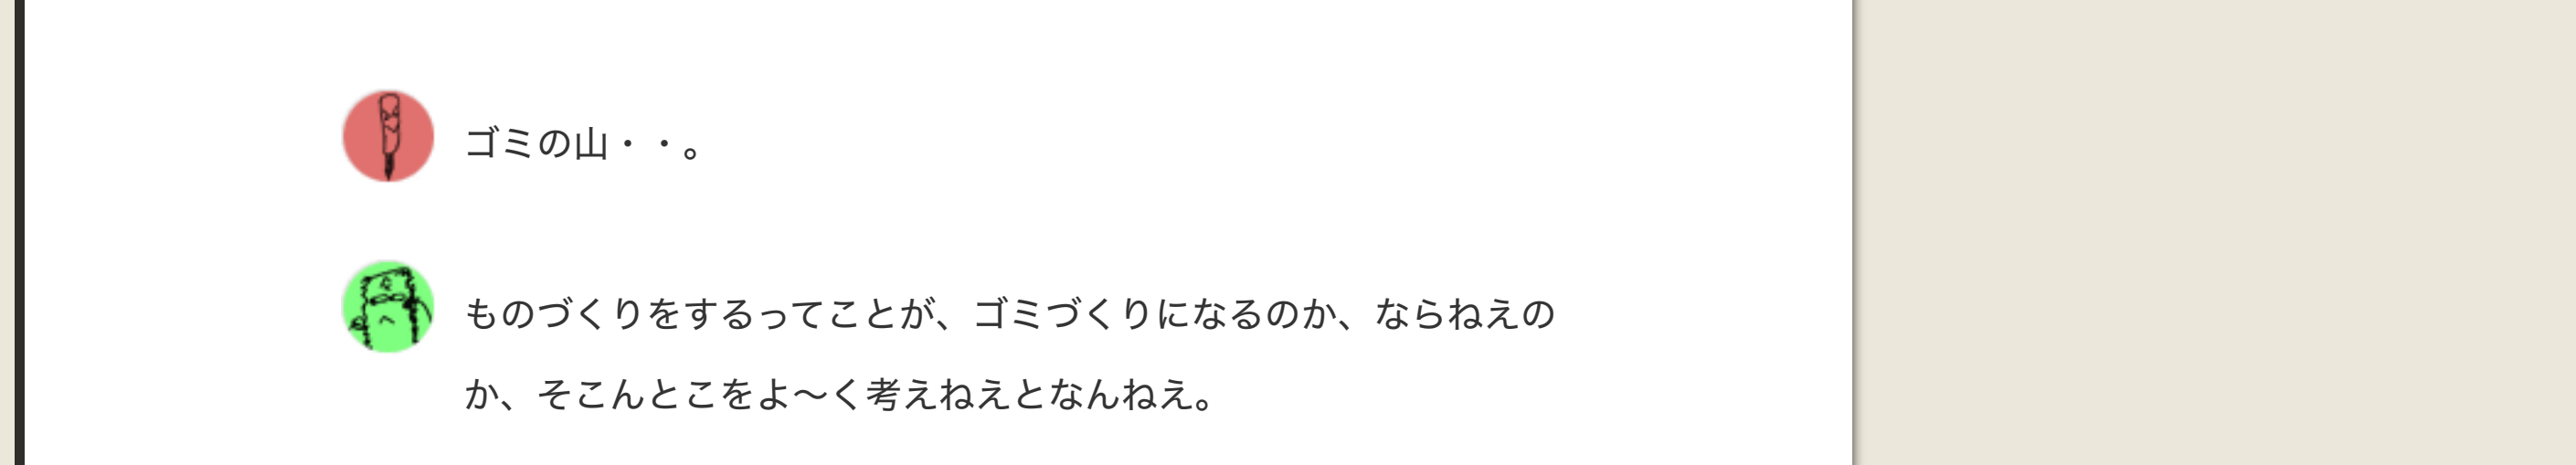 ゴミの山・・。
ものづくりをするってことが、ゴミづくりになるのか、ならねえの
か、そこんとこをよ〜く考えねえとなんねえ。